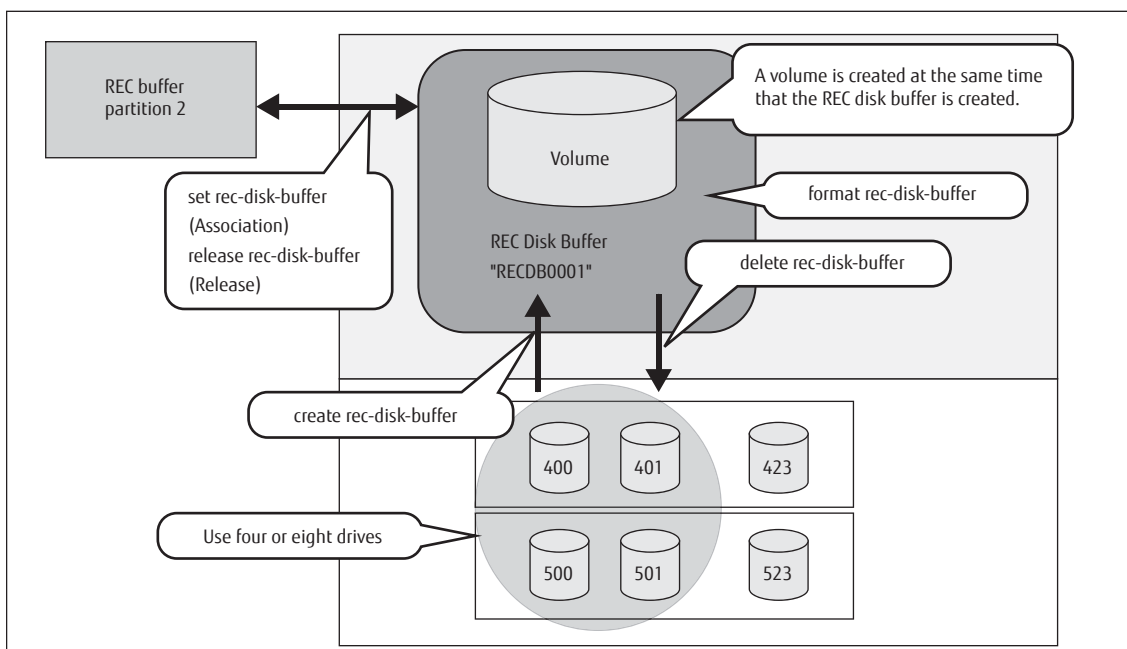 REC buffer
partition 2
A volume is created at the same time
that the REC disk buffer is created.
Volume
set rec-disk-buffer
(Association)
release rec-disk-buffer
(Release)
format rec-disk-buffer
REC Disk Buffer
"RECDB0001"
delete rec-disk-buffer
create rec-disk-buffer
400
401
423
Use four or eight drives
500
501
523